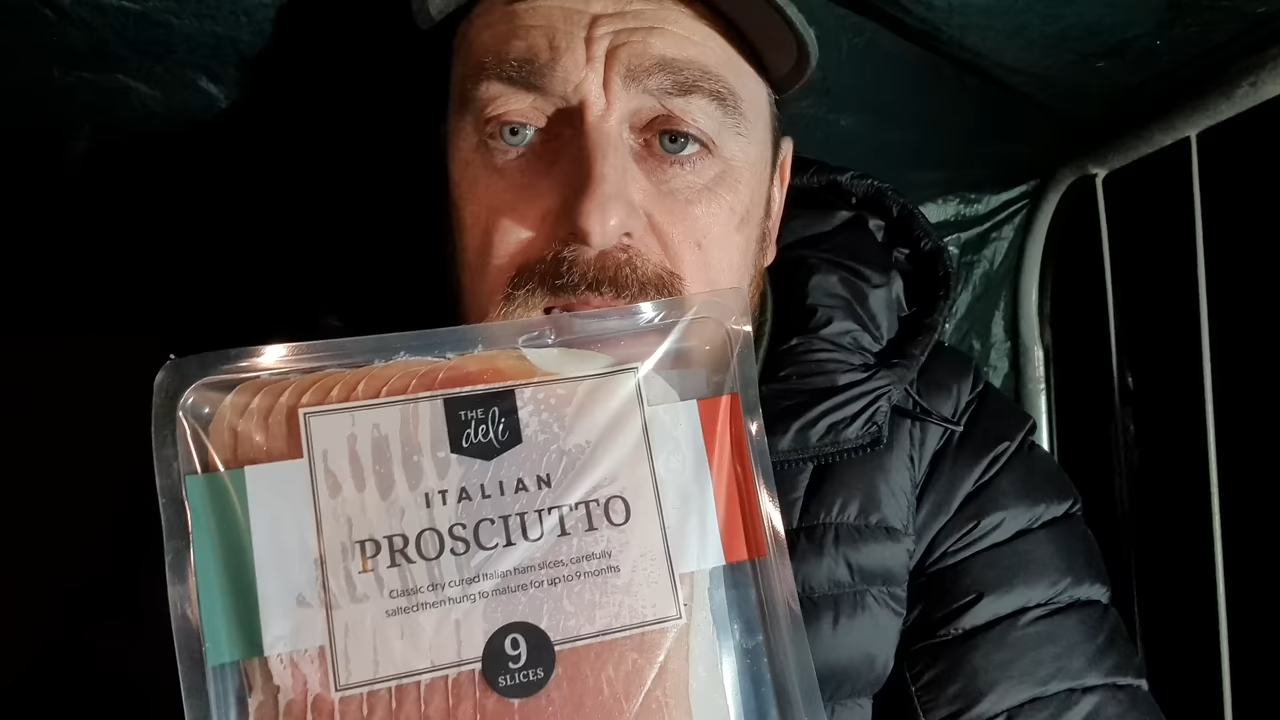 THE
deli
ITALIAN
PROSCIUTTO
Classic dry cured Italian ham slices, carefully
salted then hung to mature for up to 9 months
9
SLICES